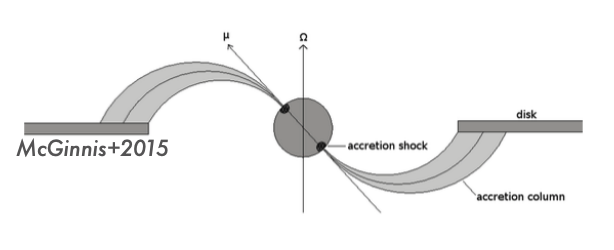 μ
Ω
disk
McGinnis+2015
accretion shock
accretion column